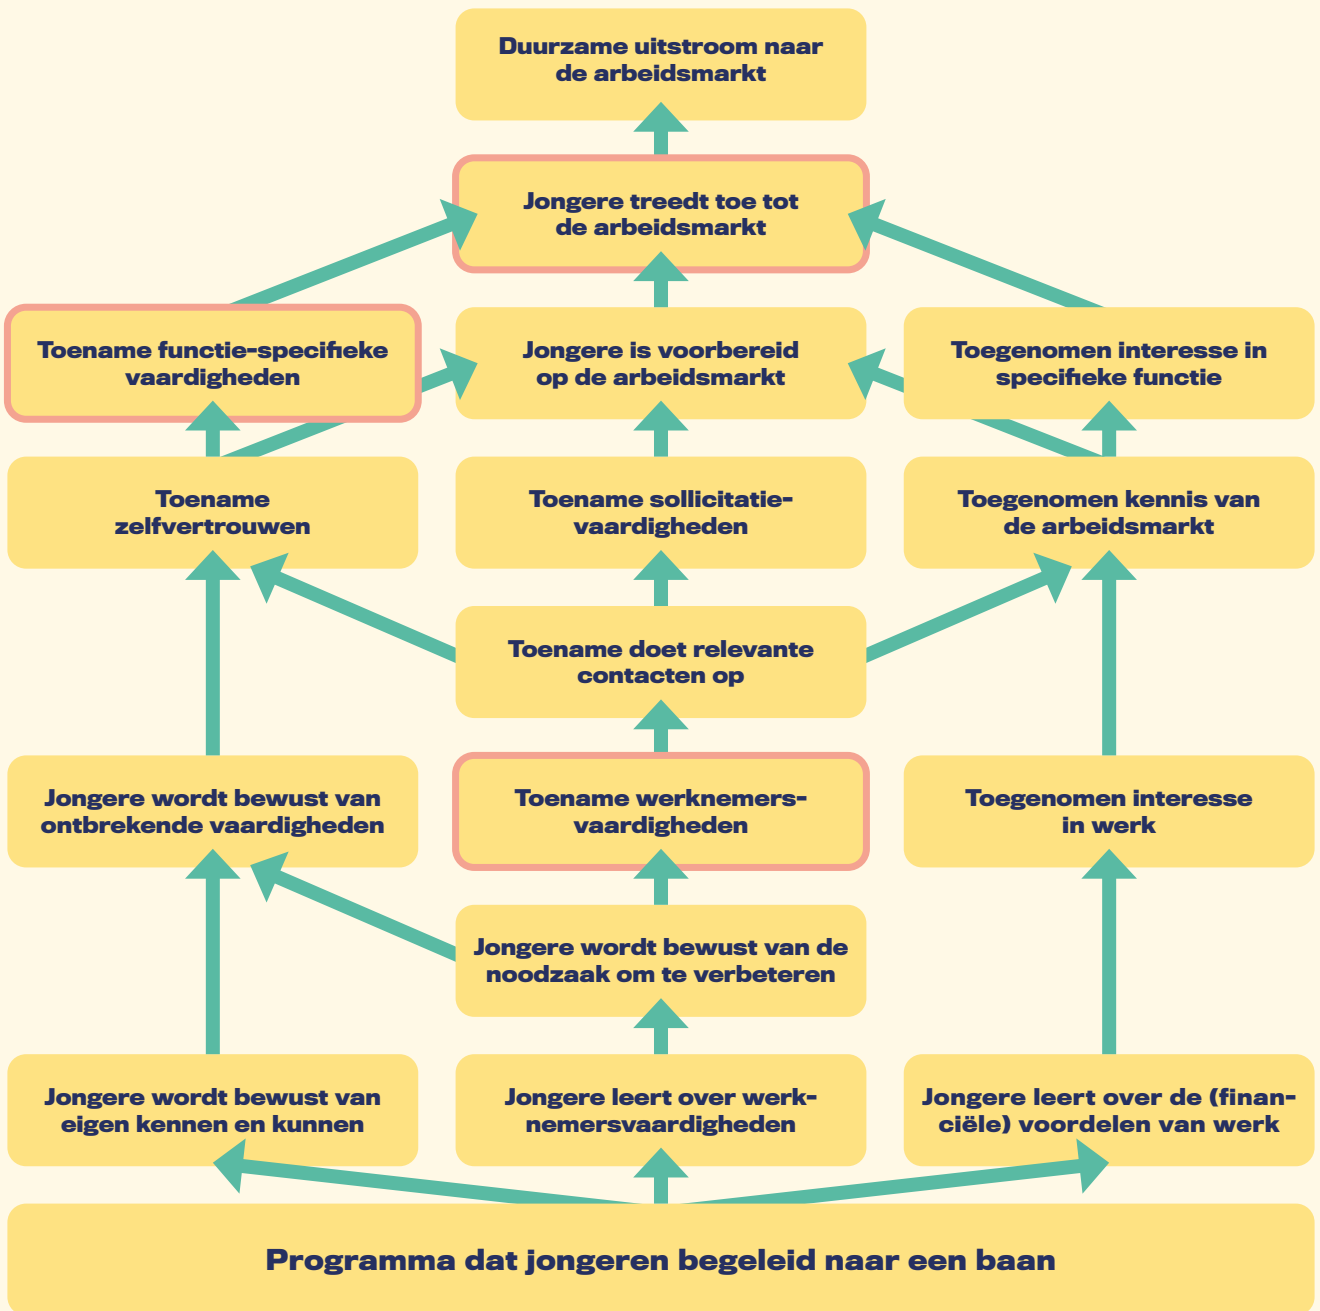 Duurzame uitstroom naar
de arbeidsmarkt
Jongere treedt toe tot
de arbeidsmarkt
Toename functie-specifieke
vaardigheden
Jongere is voorbereid
op de arbeidsmarkt
Toegenomen interesse in
specifieke functie
Toename
zelfvertrouwen
Toename sollicitatie-
vaardigheden
Toegenomen kennis van
de arbeidsmarkt
Toename doet relevante
contacten op
Jongere wordt bewust van
ontbrekende vaardigheden
Toename werknemers-
vaardigheden
Toegenomen interesse
in werk
Jongere wordt bewust van de
noodzaak om te verbeteren
Jongere wordt bewust van
eigen kennen en kunnen
Jongere leert over werk-
nemersvaardigheden
Jongere leert over de (finan-
ciële) voordelen van werk
Programma dat jongeren begeleid naar een baan